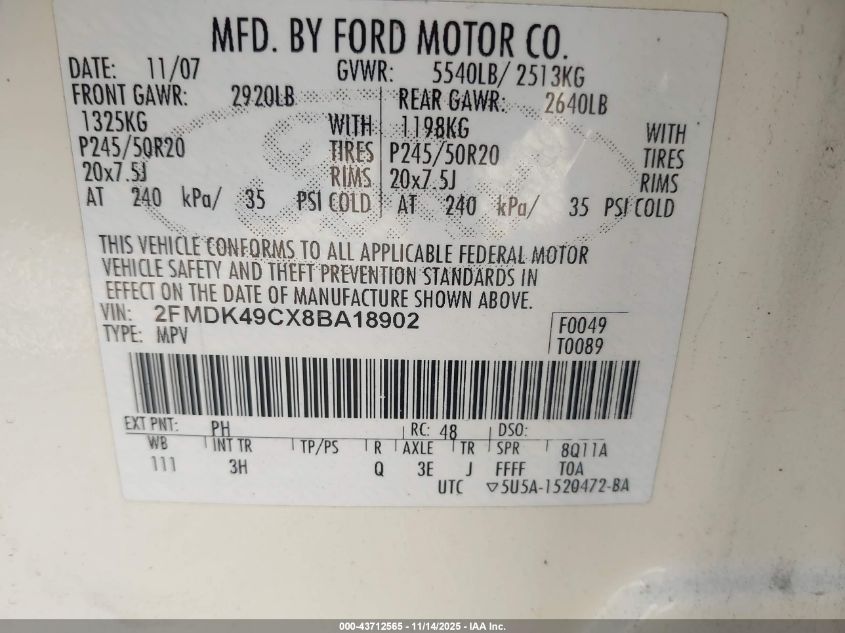 MFD. BY FORD MOTOR CO.
DATE: 11/07 GVWR: 5540LB/ 2513KG
FRONT GAWR: 2920LB REAR GAWR: 2640LB
1325KG WITH 1198KG WITH
P245/50R20 TIRES P245/50R20 TIRES
20x7.5J RIMS 20x7.5J RIMS
AT 240 kPa/ 35 PSI COLD AT 240 kPa/ 35 PSI COLD
THIS VEHICLE CONFORMS TO ALL APPLICABLE FEDERAL MOTOR
VEHICLE SAFETY AND THEFT PREVENTION STANDARDS IN
EFFECT ON THE DATE OF MANUFACTURE SHOWN ABOVE.
VIN: 2FMDK49CX8BA18902 F0049
TYPE: MPV T0089
EXT PNT: PH RC: 48 DSO:
WB INT TR TP/PS R AXLE TR SPR 8Q11A
111 3H Q 3E J FFFF TOA
UTC ▽5U5A-1520472-BA
000-43712565 - 11/14/2025 - IAA Inc.